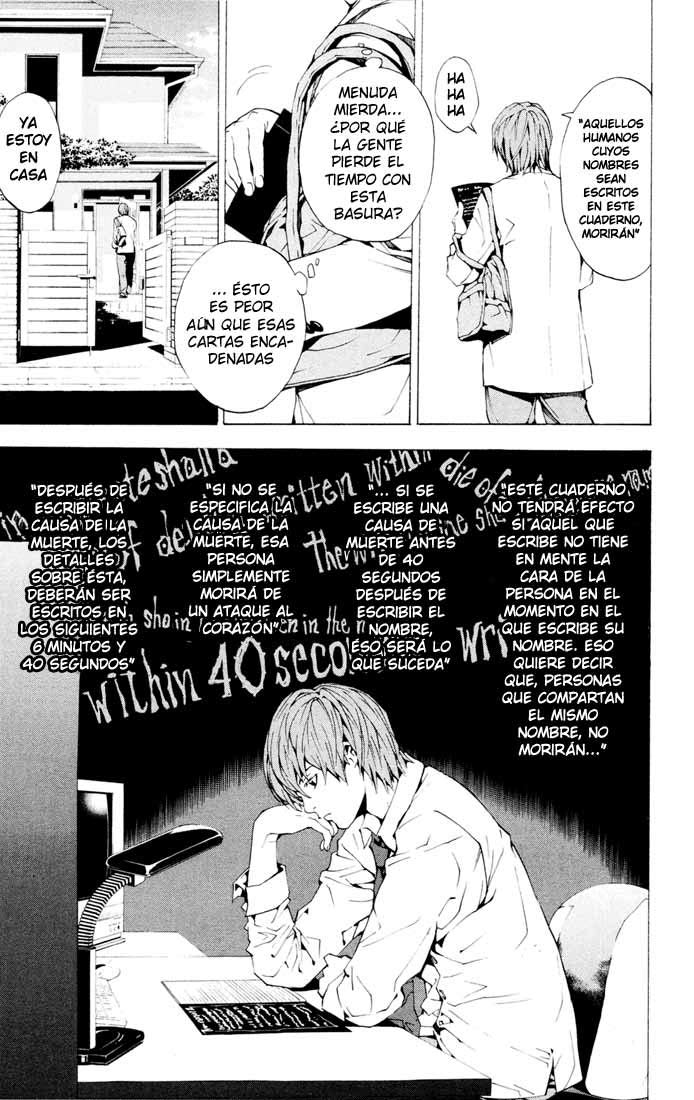 HA
HA
HA
"AQUELLOS
HUMANOS
CUYOS
NOMBRES
SEAN
ESCRITOS
EN ESTE
CUADERNO,
MORIRÁN"
MENUDA
MIERDA...
¿POR QUÉ
LA GENTE
PIERDE EL
TIEMPO CON
ESTA
BASURA?
... ÉSTO
ES PEOR
AÚN QUE ESAS
CARTAS ENCA-
DENADAS
YA
ESTOY
EN
CASA
"ESTE CUADERNO
NO TENDRÁ EFECTO
SI AQUEL QUE
ESCRIBE NO TIENE
EN MENTE LA
CARA DE LA
PERSONA EN EL
MOMENTO EN EL
QUE ESCRIBE SU
NOMBRE. ESO
QUIERE DECIR
QUE, PERSONAS
QUE COMPARTAN
EL MISMO
NOMBRE, NO
MORIRÁN..."
"... SI SE
ESCRIBE UNA
CAUSA DE
MUERTE ANTES
DE 40
SEGUNDOS
DESPUÉS DE
ESCRIBIR EL
NOMBRE,
ESO SERÁ LO
QUE SUCEDA"
"SI NO SE
ESPECIFICA LA
CAUSA DE LA
MUERTE, ESA
PERSONA
SIMPLEMENTE
MORIRÁ DE
UN ATAQUE AL
CORAZÓN"
"DESPUÉS DE
ESCRIBIR LA
CAUSA DE LA
MUERTE, LOS
DETALLES
SOBRE ÉSTA,
DEBERÁN SER
ESCRITOS EN
LOS SIGUIENTES
6 MINUTOS Y
40 SEGUNDOS"
within die of
of
the
in the
within 40